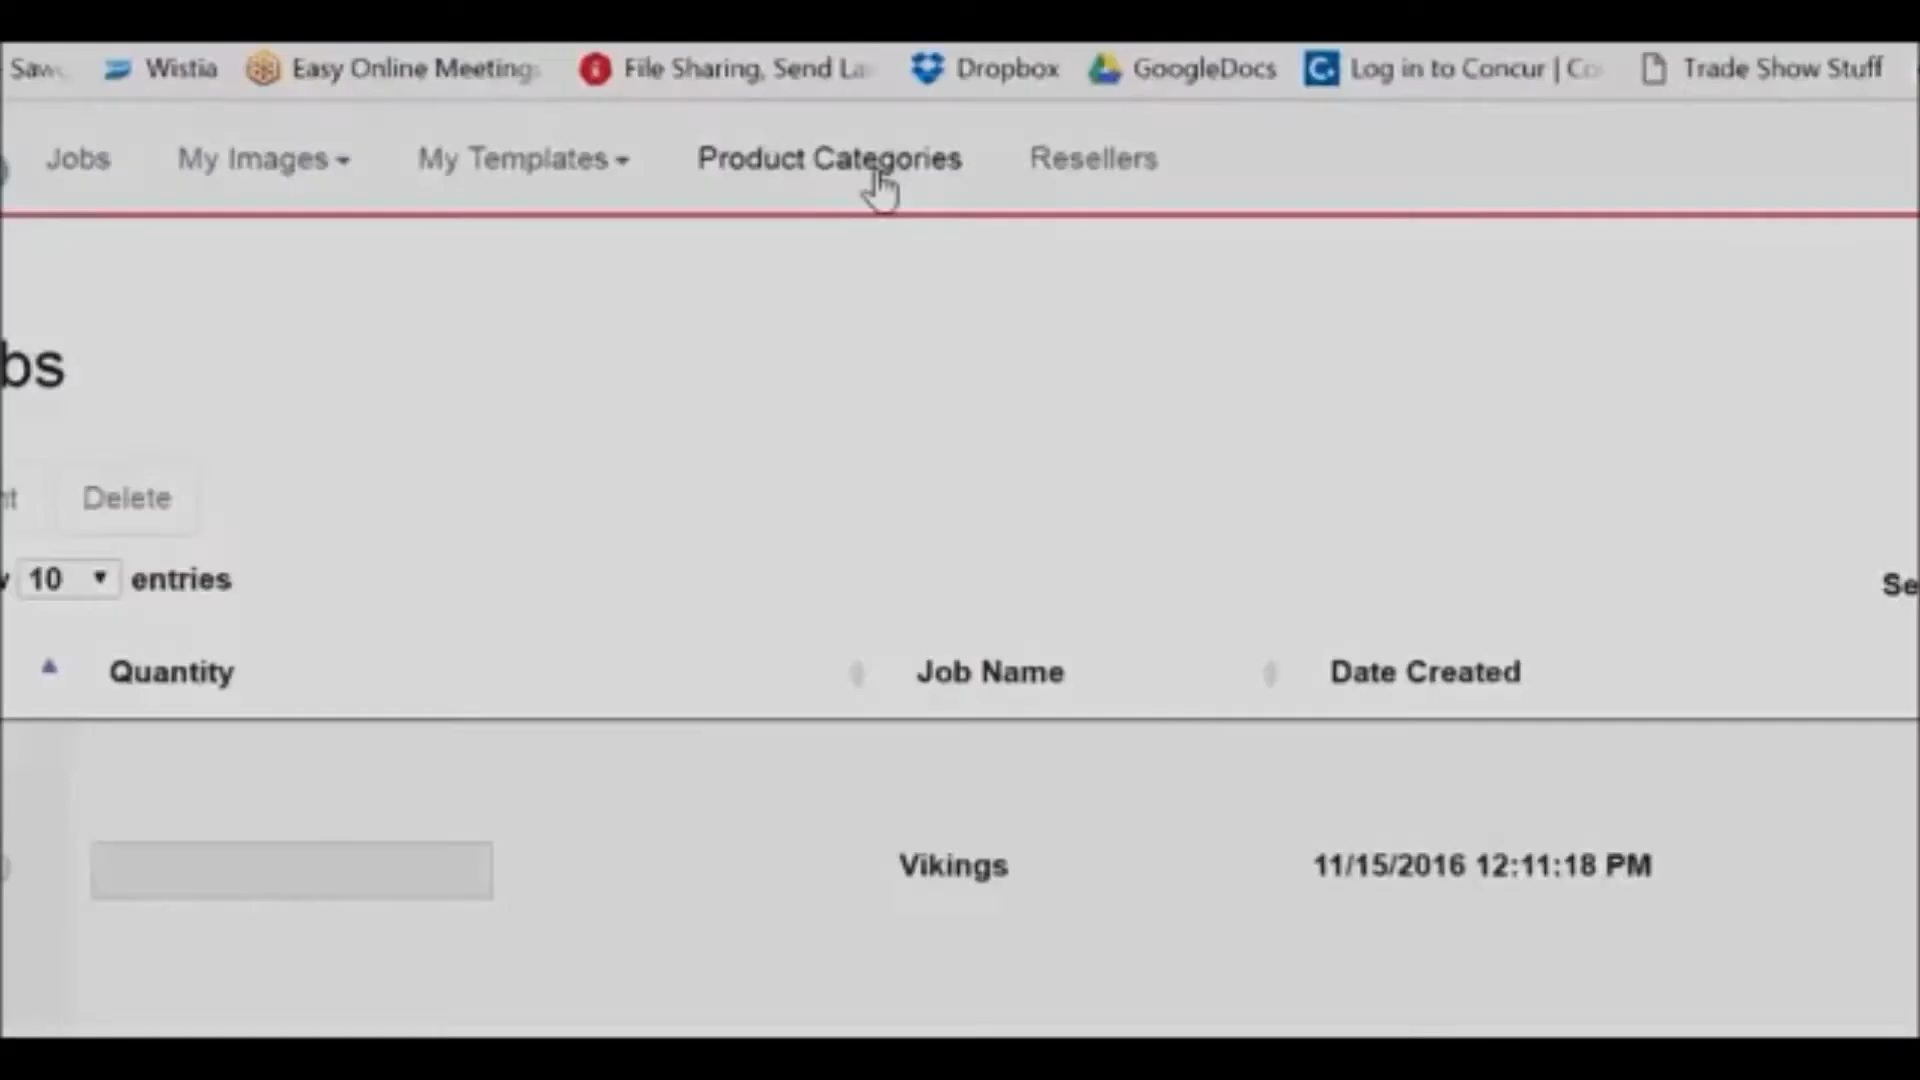 Wistia Easy Online Meeting File Sharing, Send La Dropbox GoogleDocs Log in to Concur | Co Trade Show Stuff
Jobs My Images My Templates Product Categories Resellers
bs
Delete
10 entries Se
Quantity Job Name Date Created
Vikings 11/15/2016 12:11:18 PM